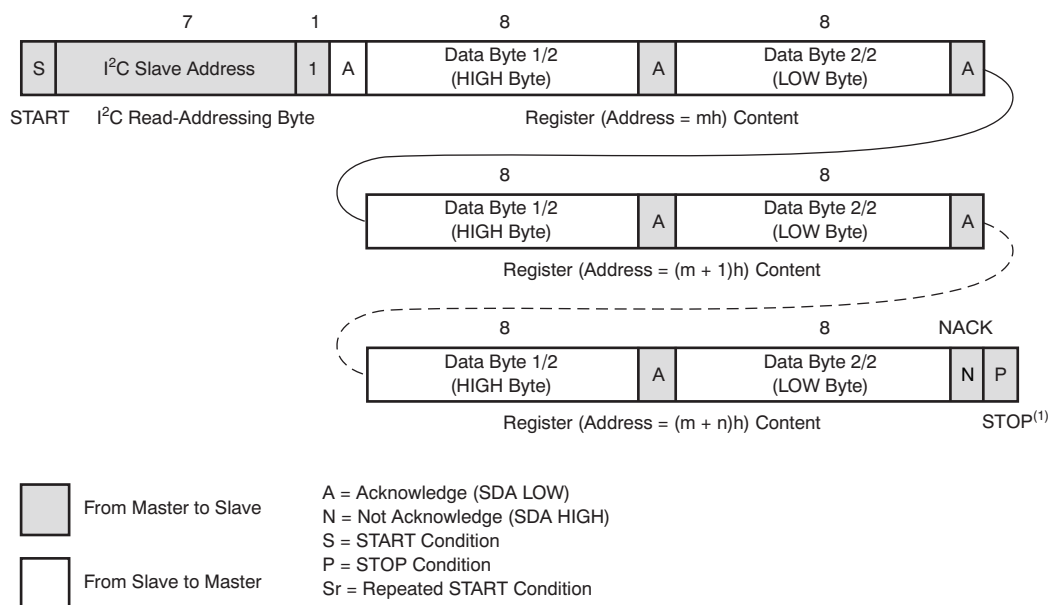 7 1 8 8
S I²C Slave Address 1 A Data Byte 1/2 (HIGH Byte) A Data Byte 2/2 (LOW Byte) A
START I²C Read-Addressing Byte Register (Address = mh) Content
8 8
Data Byte 1/2 (HIGH Byte) A Data Byte 2/2 (LOW Byte) A
Register (Address = (m + 1)h) Content
8 8 NACK
Data Byte 1/2 (HIGH Byte) A Data Byte 2/2 (LOW Byte) N P
Register (Address = (m + n)h) Content STOP⁽¹⁾
From Master to Slave
From Slave to Master
A = Acknowledge (SDA LOW)
N = Not Acknowledge (SDA HIGH)
S = START Condition
P = STOP Condition
Sr = Repeated START Condition